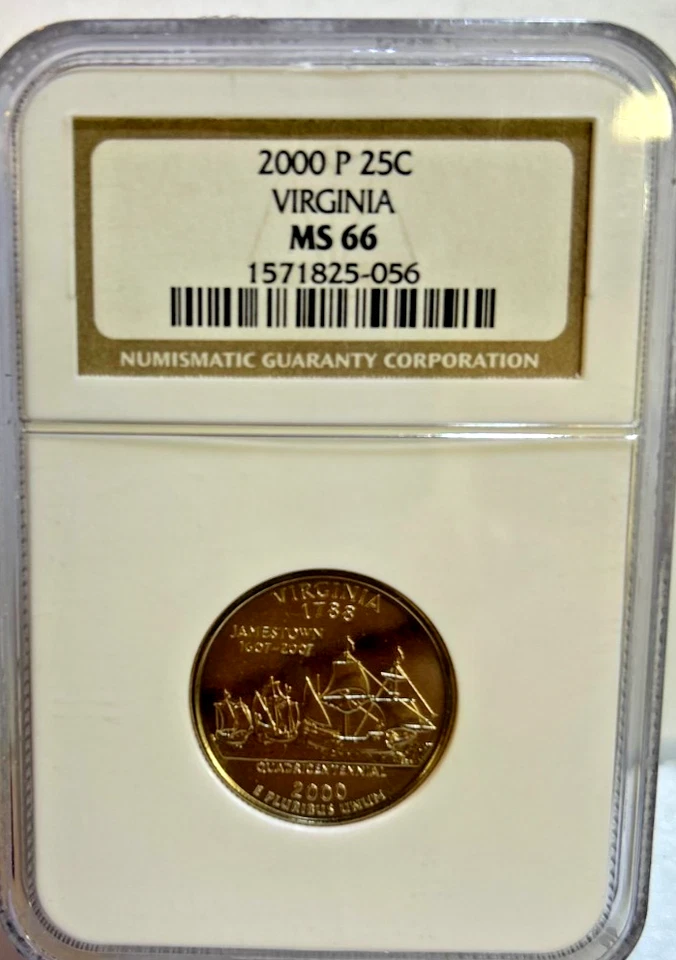 2000 P 25C
VIRGINIA
MS 66
1571825-056
NUMISMATIC GUARANTY CORPORATION
VIRGINIA
1788
JAMESTOWN
1607-2007
QUADRICENTENNIAL
2000
E PLURIBUS UNUM